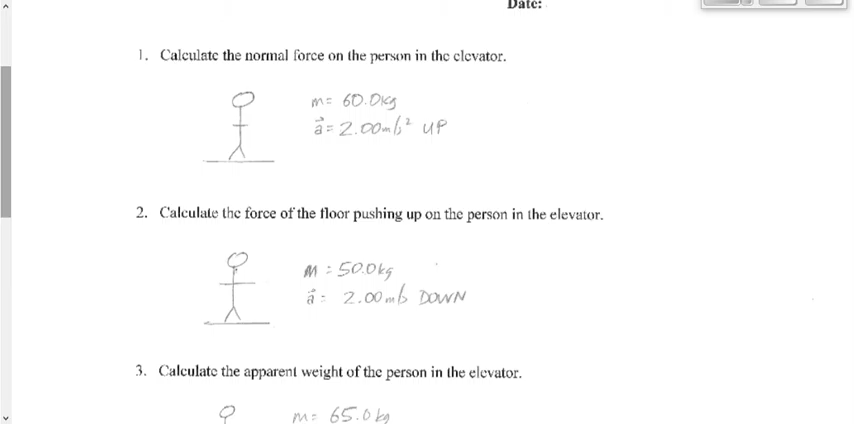 Date:
1. Calculate the normal force on the person in the elevator.
m = 60.0kg
a = 2.00m/s² UP
2. Calculate the force of the floor pushing up on the person in the elevator.
m = 50.0kg
a = 2.00m/s DOWN
3. Calculate the apparent weight of the person in the elevator.
m = 65.0kg